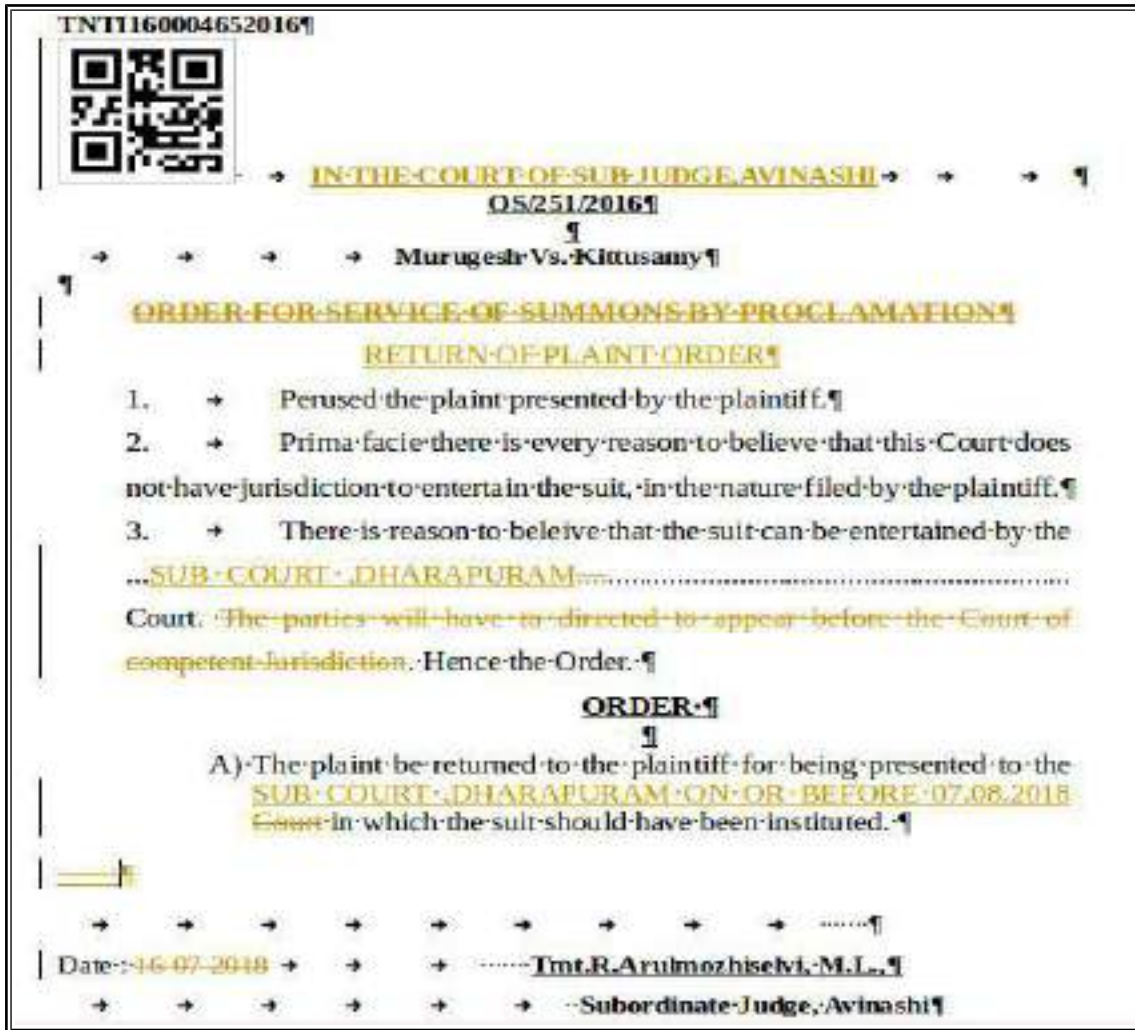 TNTI160004652016¶
→ IN·THE·COURT·OF·SUB·JUDGE,AVINASHI→ → → ¶
OS/251/2016¶
¶
→ → → → Murugesh·Vs.·Kittusamy¶
¶
ORDER·FOR·SERVICE·OF·SUMMONS·BY·PROCLAMATION¶
RETURN·OF·PLAINT·ORDER¶
1. → Perused·the·plaint·presented·by·the·plaintiff.¶
2. → Prima·facie·there·is·every·reason·to·believe·that·this·Court·does
not·have·jurisdiction·to·entertain·the·suit,·in·the·nature·filed·by·the·plaintiff.¶
3. → There·is·reason·to·beleive·that·the·suit·can·be·entertained·by·the
...SUB·COURT·,DHARAPURAM.......................................................
Court. The·parties·will·have·to·directed·to·appear·before·the·Court·of
competent·Jurisdiction.·Hence·the·Order.·¶
ORDER·¶
¶
A)·The·plaint·be·returned·to·the·plaintiff·for·being·presented·to·the
SUB·COURT·,DHARAPURAM·ON·OR·BEFORE·07.08.2018
Court·in·which·the·suit·should·have·been·instituted.·¶
¶
→ → → → → → → → → ·······¶
Date·:·16-07-2018 → → → ·······Tmt.R.Arulmozhiselvi,·M.L.,¶
→ → → → → → ··Subordinate·Judge,·Avinashi¶